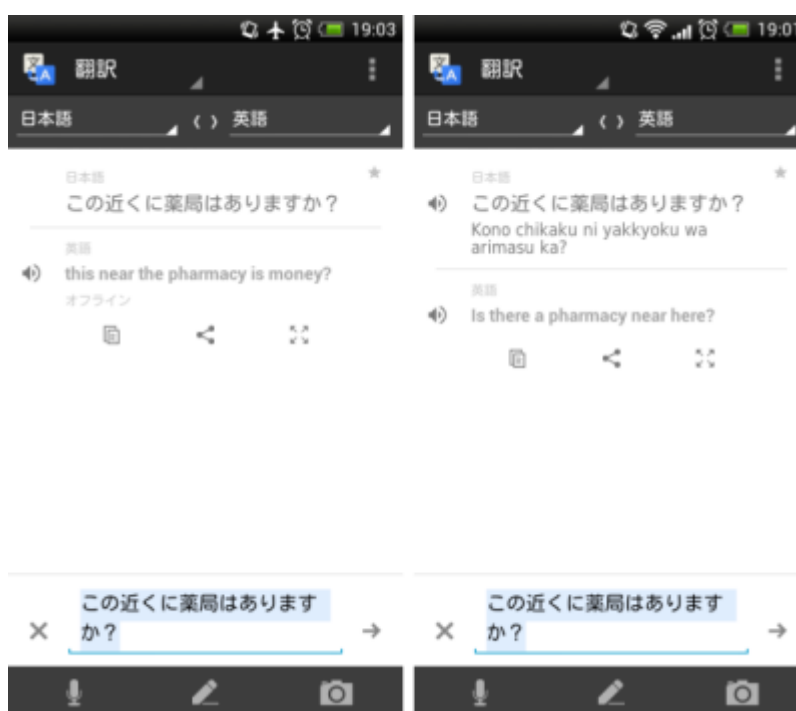 19:03
翻訳
日本語
英語
日本語
この近くに薬局はありますか？
英語
this near the pharmacy is money?
オフライン
この近くに薬局はあります
か？
19:01
翻訳
日本語
英語
日本語
この近くに薬局はありますか？
Kono chikaku ni yakkyoku wa
arimasu ka?
英語
Is there a pharmacy near here?
この近くに薬局はあります
か？